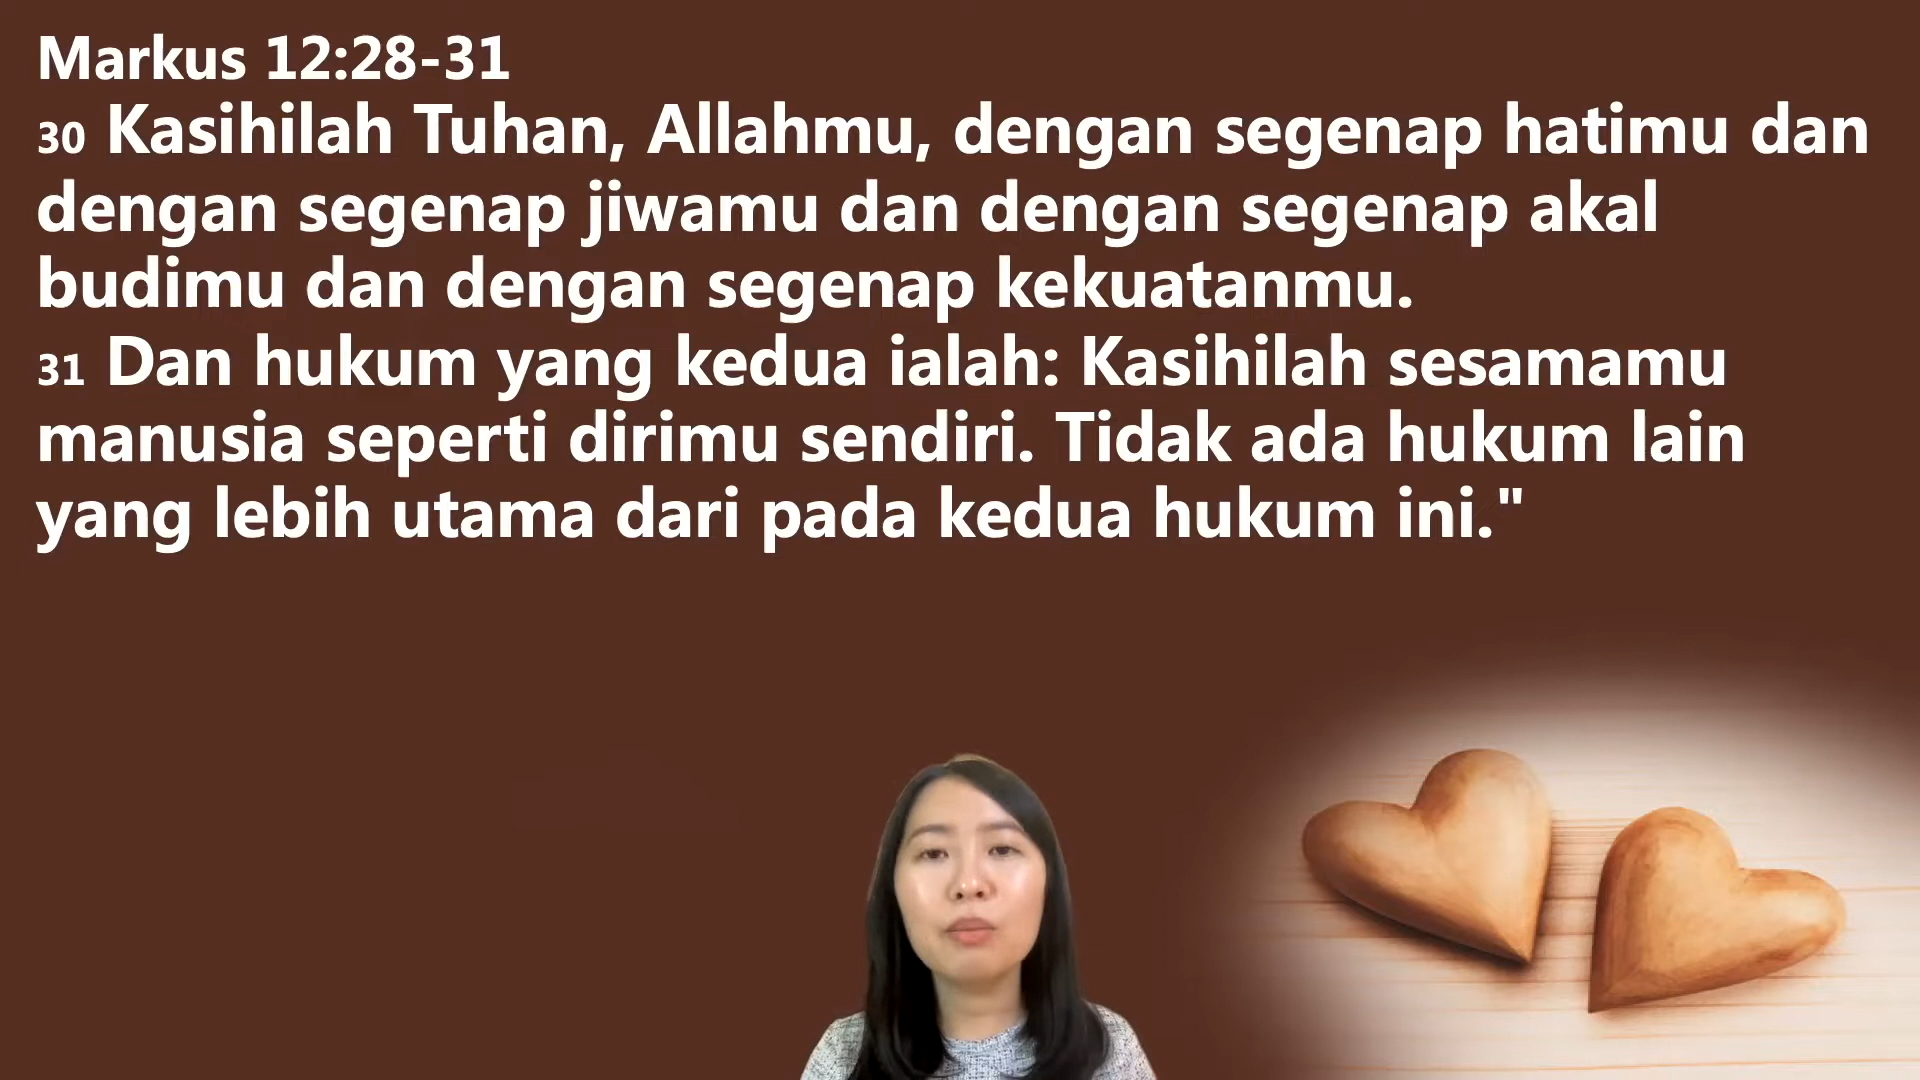 Markus 12:28-31
30 Kasihilah Tuhan, Allahmu, dengan segenap hatimu dan
dengan segenap jiwamu dan dengan segenap akal
budimu dan dengan segenap kekuatanmu.
31 Dan hukum yang kedua ialah: Kasihilah sesamamu
manusia seperti dirimu sendiri. Tidak ada hukum lain
yang lebih utama dari pada kedua hukum ini."